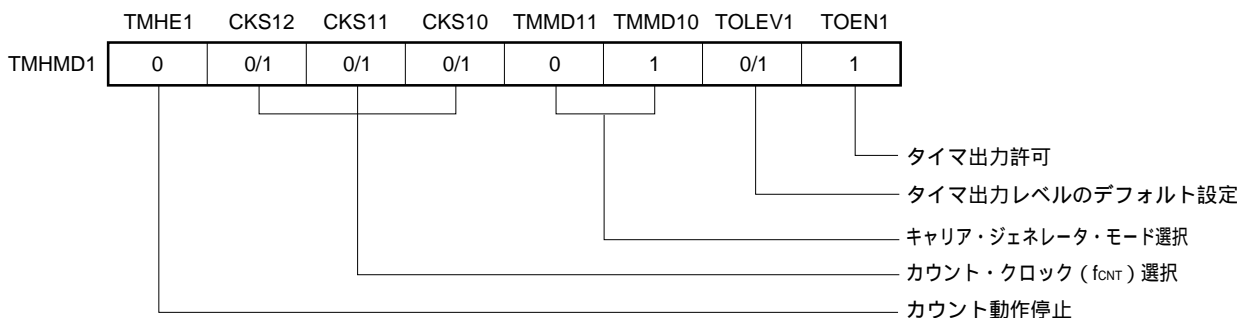 TMHE1 CKS12 CKS11 CKS10 TMMD11 TMMD10 TOLEV1 TOEN1
TMHMD1 0 0/1 0/1 0/1 0 1 0/1 1
タイマ出力許可
タイマ出力レベルのデフォルト設定
キャリア・ジェネレータ・モード選択
カウント・クロック（fCNT）選択
カウント動作停止